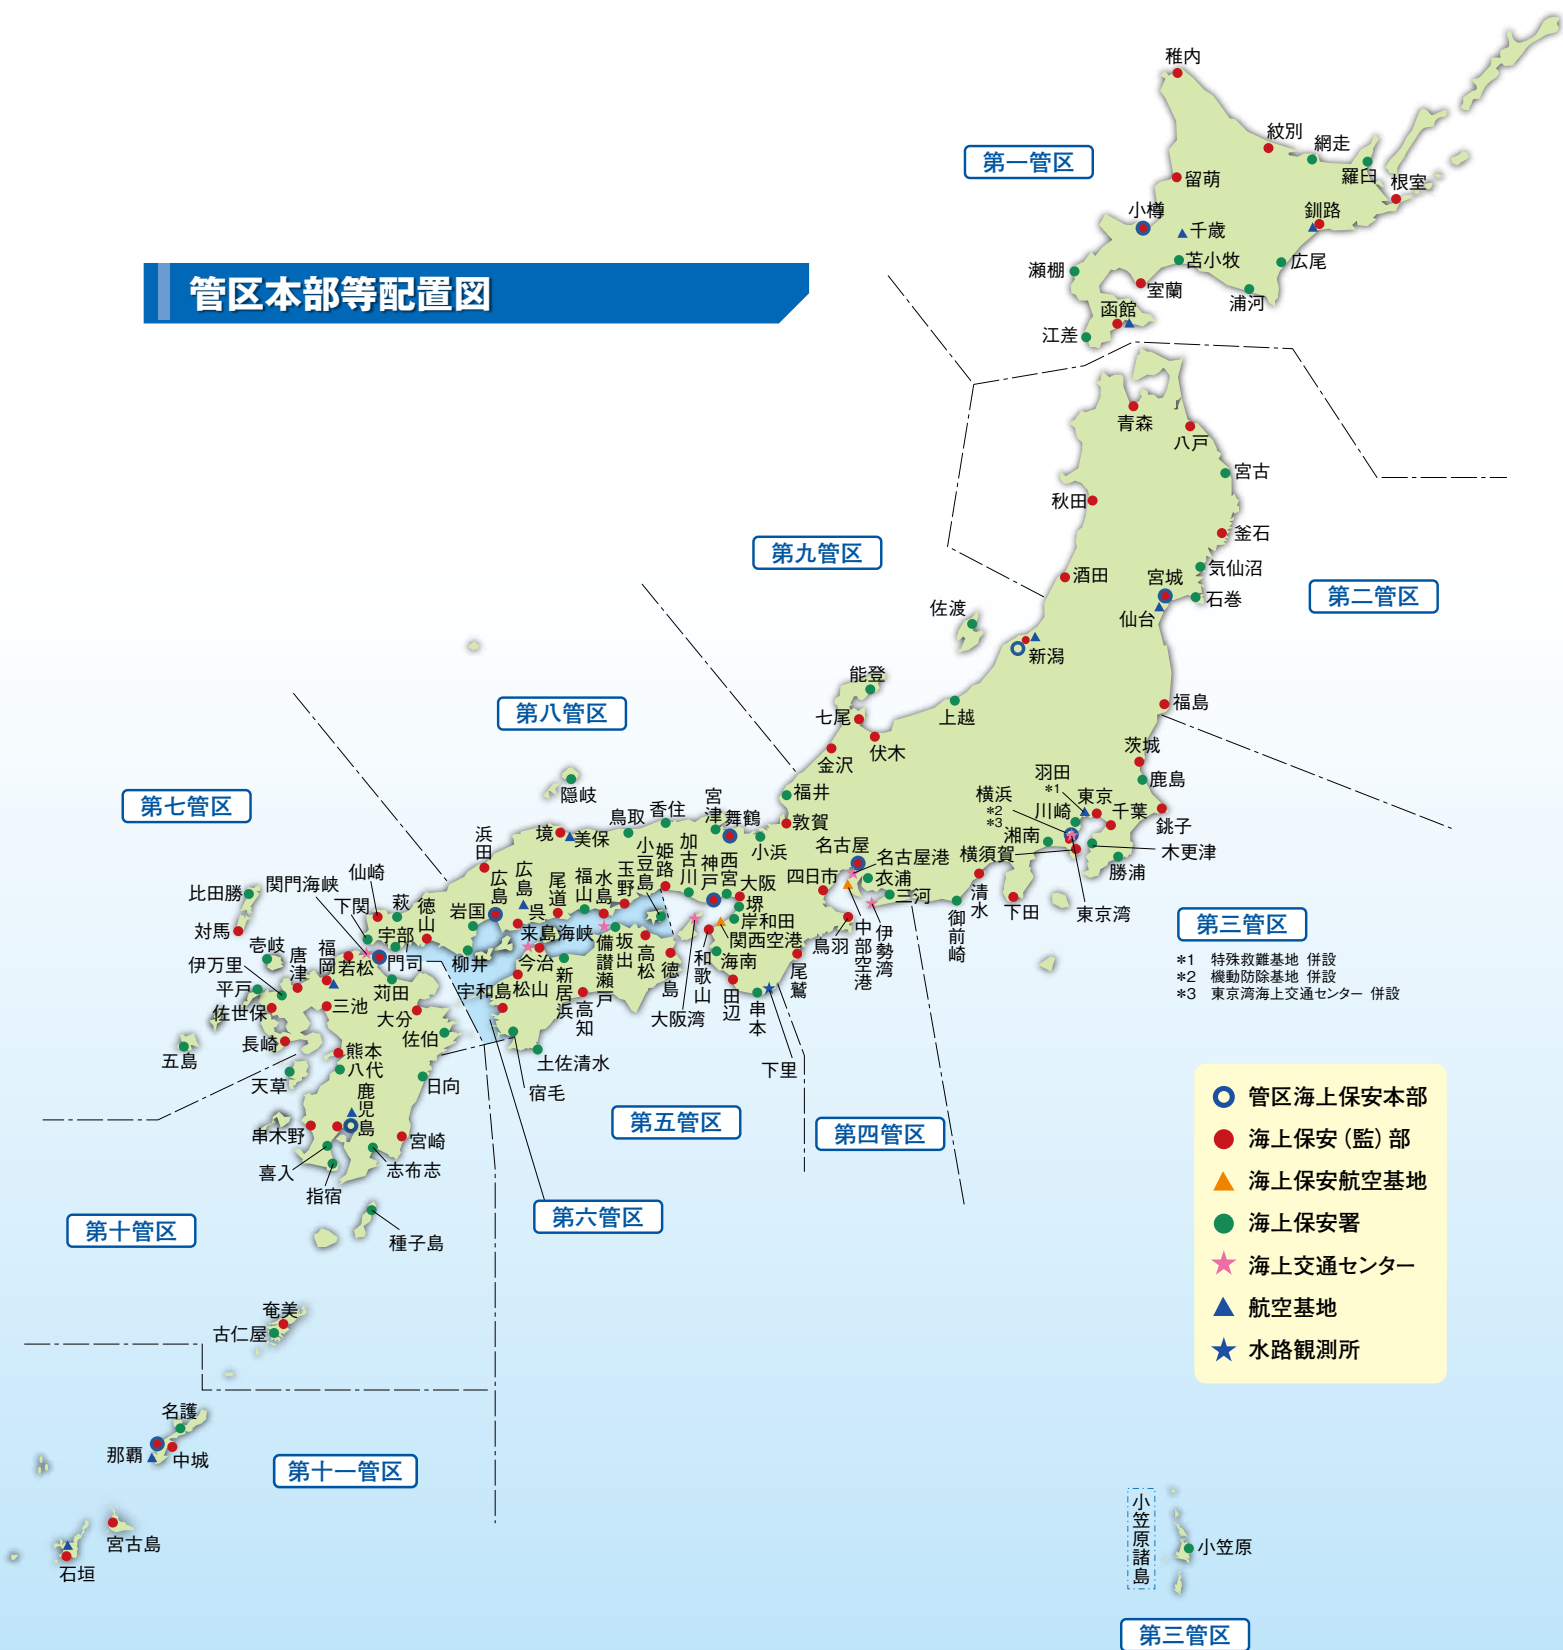 稚内
紋別
網走
羅臼
根室
第一管区
留萌
小樽
千歳
釧路
瀬棚
苫小牧
広尾
室蘭
浦河
函館
江差
管区本部等配置図
青森
八戸
宮古
秋田
釜石
第九管区
酒田
宮城
気仙沼
石巻
仙台
第二管区
佐渡
新潟
能登
七尾
上越
福島
第八管区
伏木
金沢
茨城
鹿島
羽田
*1
東京
横浜
*2
*3
川崎
千葉
銚子
湘南
横須賀
木更津
勝浦
東京湾
第七管区
隠岐
鳥取
香住
宮津
舞鶴
福井
敦賀
小浜
境
美保
浜田
名古屋
名古屋港
四日市
衣浦
三河
清水
下田
御前崎
伊勢湾
中部空港
鳥羽
尾鷲
第三管区
*1 特殊救難基地 併設
*2 機動防除基地 併設
*3 東京湾海上交通センター 併設
加古川
姫路
小豆島
神戸
西宮
大阪
堺
岸和田
関西空港
海南
和歌山
田辺
串本
下里
大阪湾
玉野
水島
福山
尾道
広島
広島
呉
岩国
来島海峡
今治
松山
宇和島
柳井
新居浜
高知
備讃瀬戸
坂出
高松
徳島
土佐清水
宿毛
関門海峡
仙崎
下関
萩
徳山
宇部
門司
若松
苅田
比田勝
対馬
壱岐
伊万里
唐津
福岡
平戸
佐世保
三池
大分
佐伯
長崎
五島
熊本
八代
天草
日向
鹿児島
串木野
宮崎
喜入
指宿
志布志
種子島
第五管区
第四管区
第六管区
第十管区
管区海上保安本部
海上保安(監)部
海上保安航空基地
海上保安署
海上交通センター
航空基地
水路観測所
奄美
古仁屋
名護
那覇
中城
第十一管区
宮古島
石垣
小笠原諸島
小笠原
第三管区